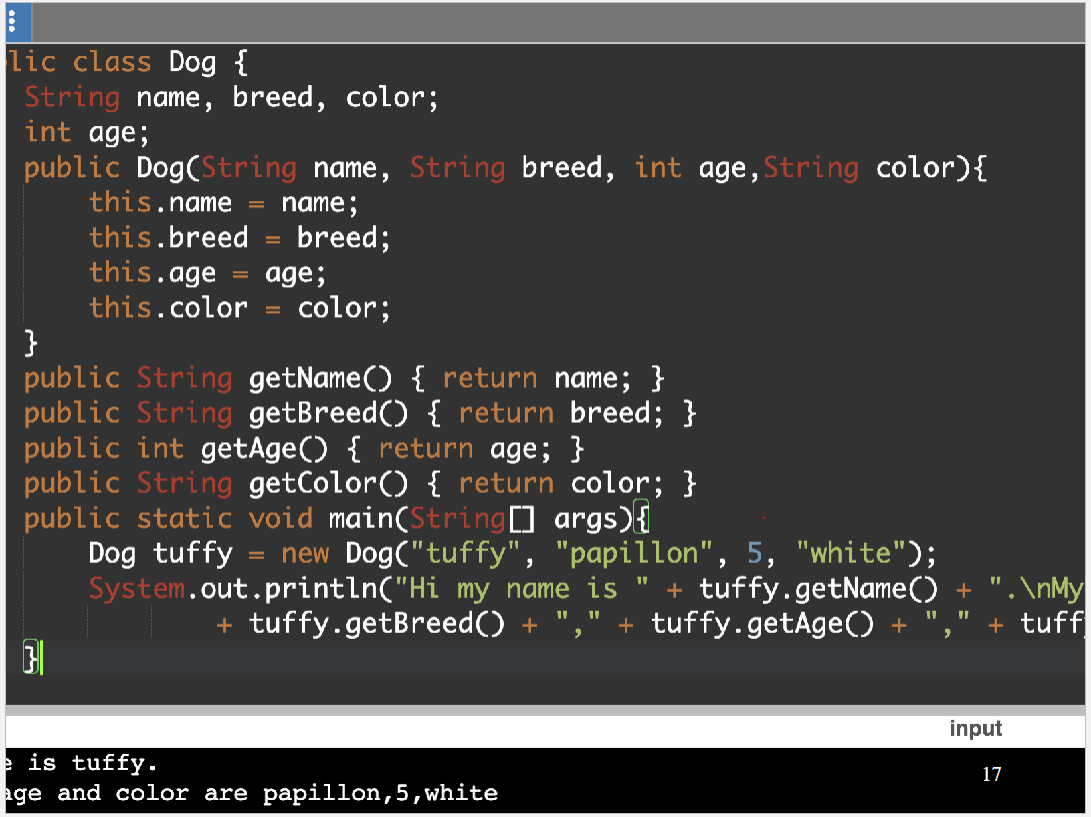 lic class Dog {
String name, breed, color;
int age;
public Dog(String name, String breed, int age,String color){
this.name = name;
this.breed = breed;
this.age = age;
this.color = color;
}
public String getName() { return name; }
public String getBreed() { return breed; }
public int getAge() { return age; }
public String getColor() { return color; }
public static void main(String[] args){
Dog tuffy = new Dog("tuffy", "papillon", 5, "white");
System.out.println("Hi my name is " + tuffy.getName() + ".\nMy
+ tuffy.getBreed() + "," + tuffy.getAge() + "," + tuff
}
input
e is tuffy.
17
age and color are papillon,5,white